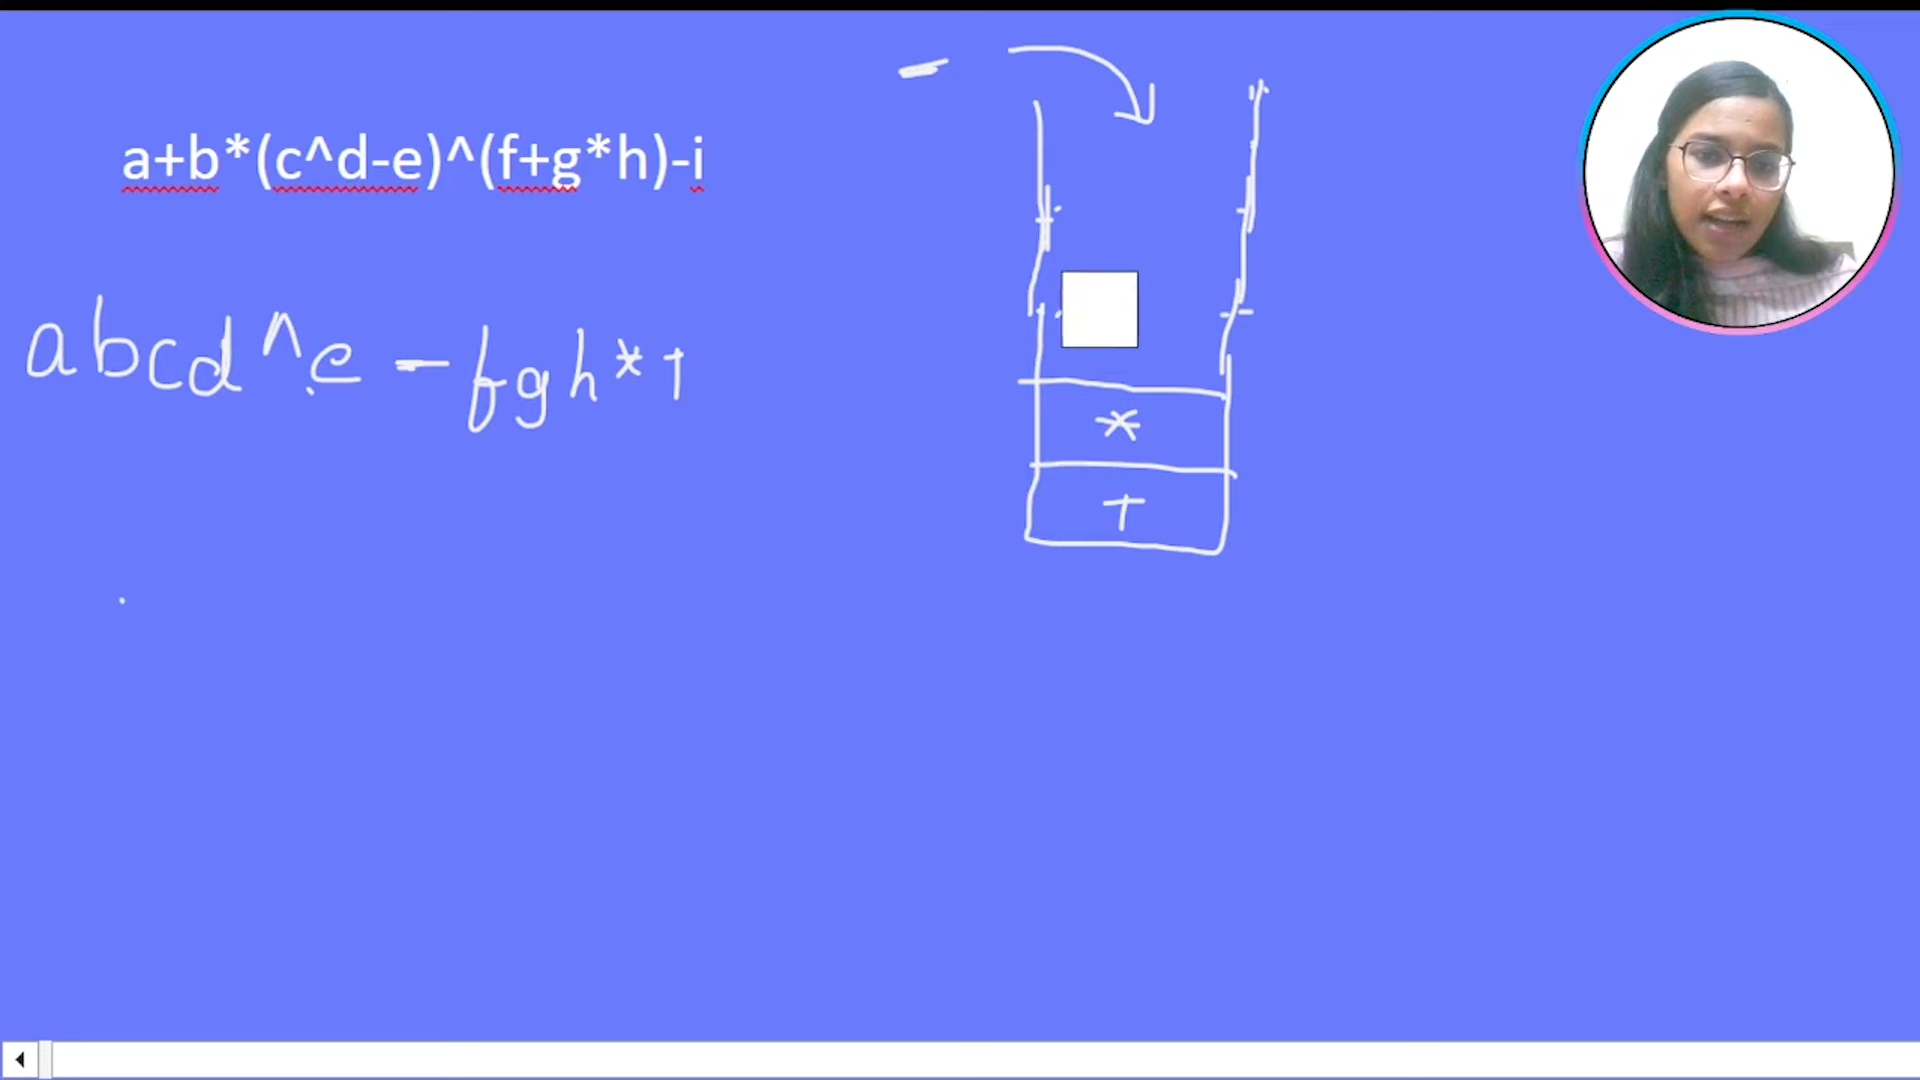 -
a+b*(c^d-e)^(f+g*h)-i
abcd^e-fgh*+
*
+